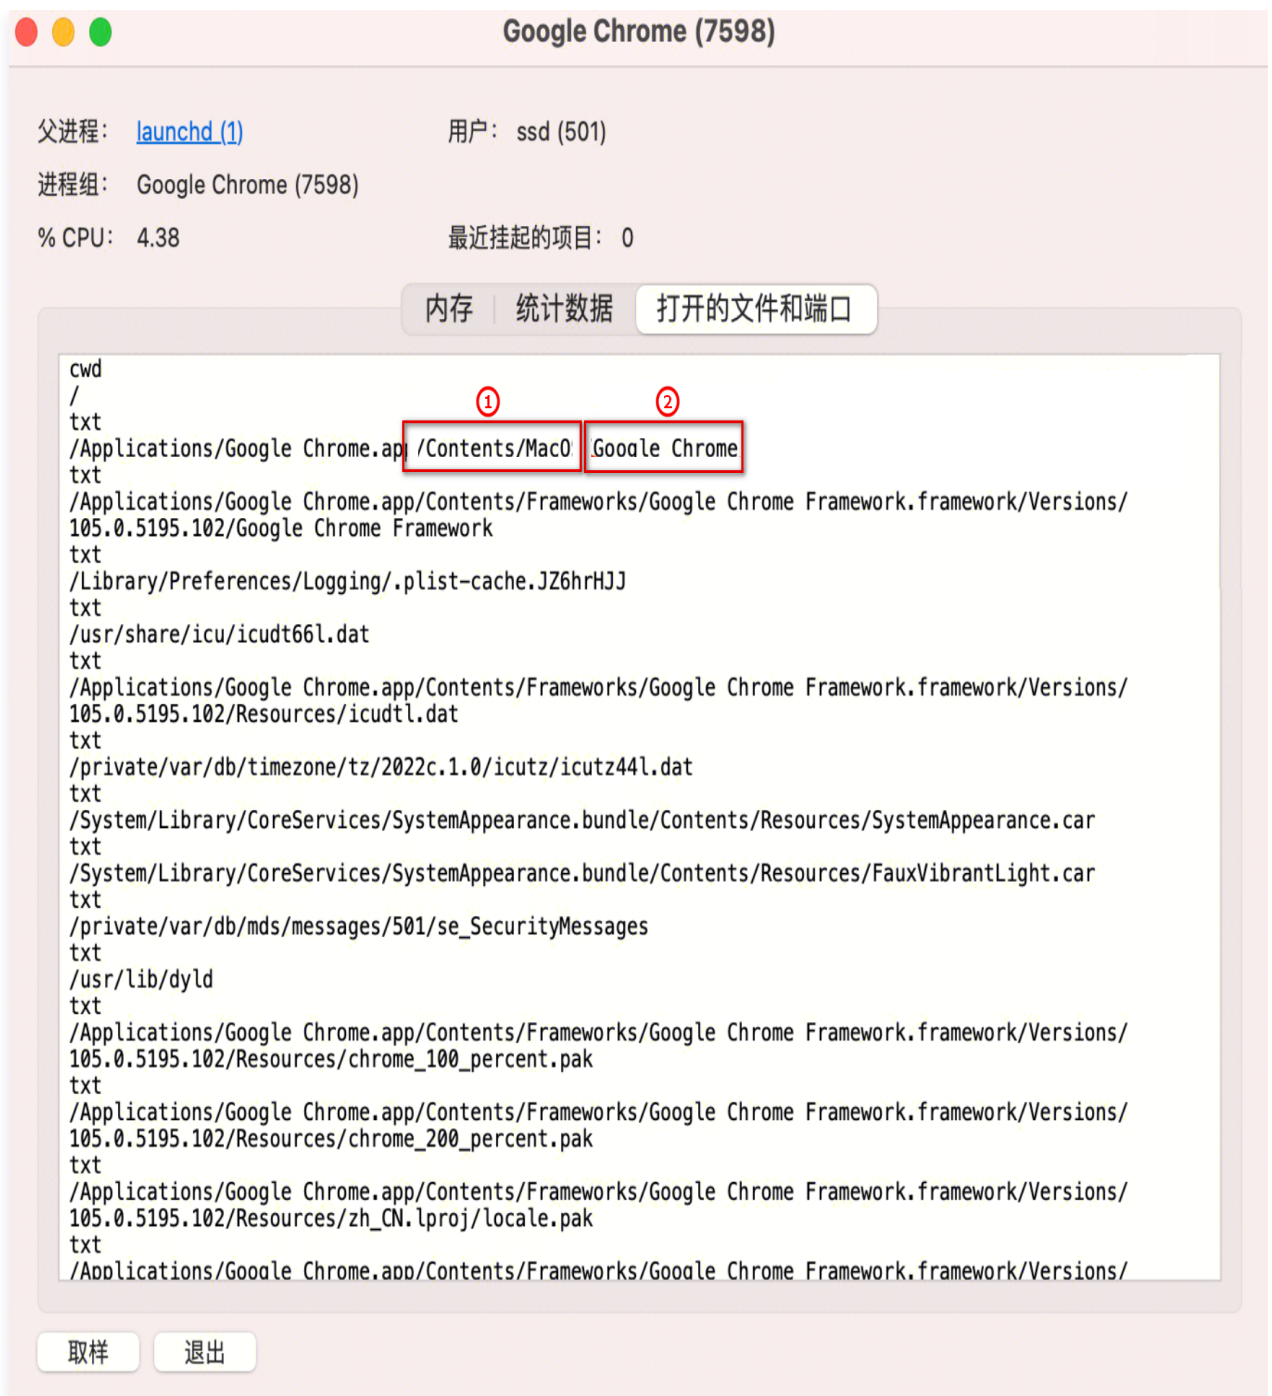 Google Chrome (7598)
父进程： launchd (1) 用户： ssd (501)
进程组： Google Chrome (7598)
% CPU： 4.38 最近挂起的项目： 0
内存 统计数据 打开的文件和端口
cwd
/
txt
① ②
/Applications/Google Chrome.app/Contents/MacO Google Chrome
txt
/Applications/Google Chrome.app/Contents/Frameworks/Google Chrome Framework.framework/Versions/
105.0.5195.102/Google Chrome Framework
txt
/Library/Preferences/Logging/.plist-cache.JZ6hrHJJ
txt
/usr/share/icu/icudt66l.dat
txt
/Applications/Google Chrome.app/Contents/Frameworks/Google Chrome Framework.framework/Versions/
105.0.5195.102/Resources/icudtl.dat
txt
/private/var/db/timezone/tz/2022c.1.0/icutz/icutz44l.dat
txt
/System/Library/CoreServices/SystemAppearance.bundle/Contents/Resources/SystemAppearance.car
txt
/System/Library/CoreServices/SystemAppearance.bundle/Contents/Resources/FauxVibrantLight.car
txt
/private/var/db/mds/messages/501/se_SecurityMessages
txt
/usr/lib/dyld
txt
/Applications/Google Chrome.app/Contents/Frameworks/Google Chrome Framework.framework/Versions/
105.0.5195.102/Resources/chrome_100_percent.pak
txt
/Applications/Google Chrome.app/Contents/Frameworks/Google Chrome Framework.framework/Versions/
105.0.5195.102/Resources/chrome_200_percent.pak
txt
/Applications/Google Chrome.app/Contents/Frameworks/Google Chrome Framework.framework/Versions/
105.0.5195.102/Resources/zh_CN.lproj/locale.pak
txt
/Applications/Google Chrome.app/Contents/Frameworks/Google Chrome Framework.framework/Versions/
取样 退出